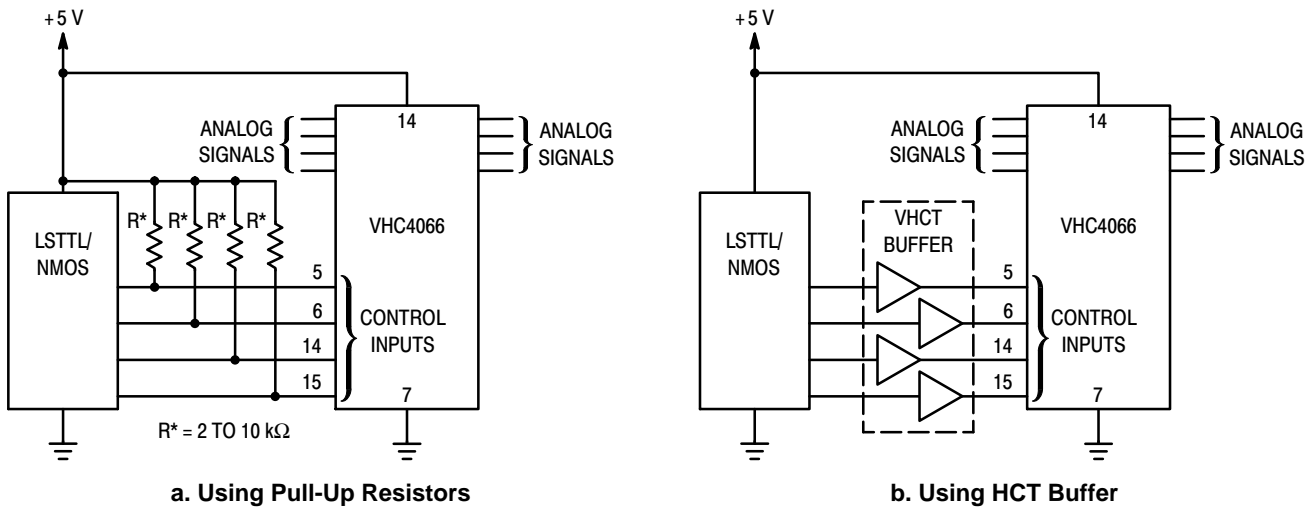 +5 V
14
ANALOG
SIGNALS
ANALOG
SIGNALS
R* R* R* R*
LSTTL/
NMOS
VHC4066
5
6
14
15
CONTROL
INPUTS
7
R* = 2 TO 10 kΩ
a. Using Pull-Up Resistors
+5 V
14
ANALOG
SIGNALS
ANALOG
SIGNALS
LSTTL/
NMOS
VHCT
BUFFER
VHC4066
5
6
14
15
CONTROL
INPUTS
7
b. Using HCT Buffer